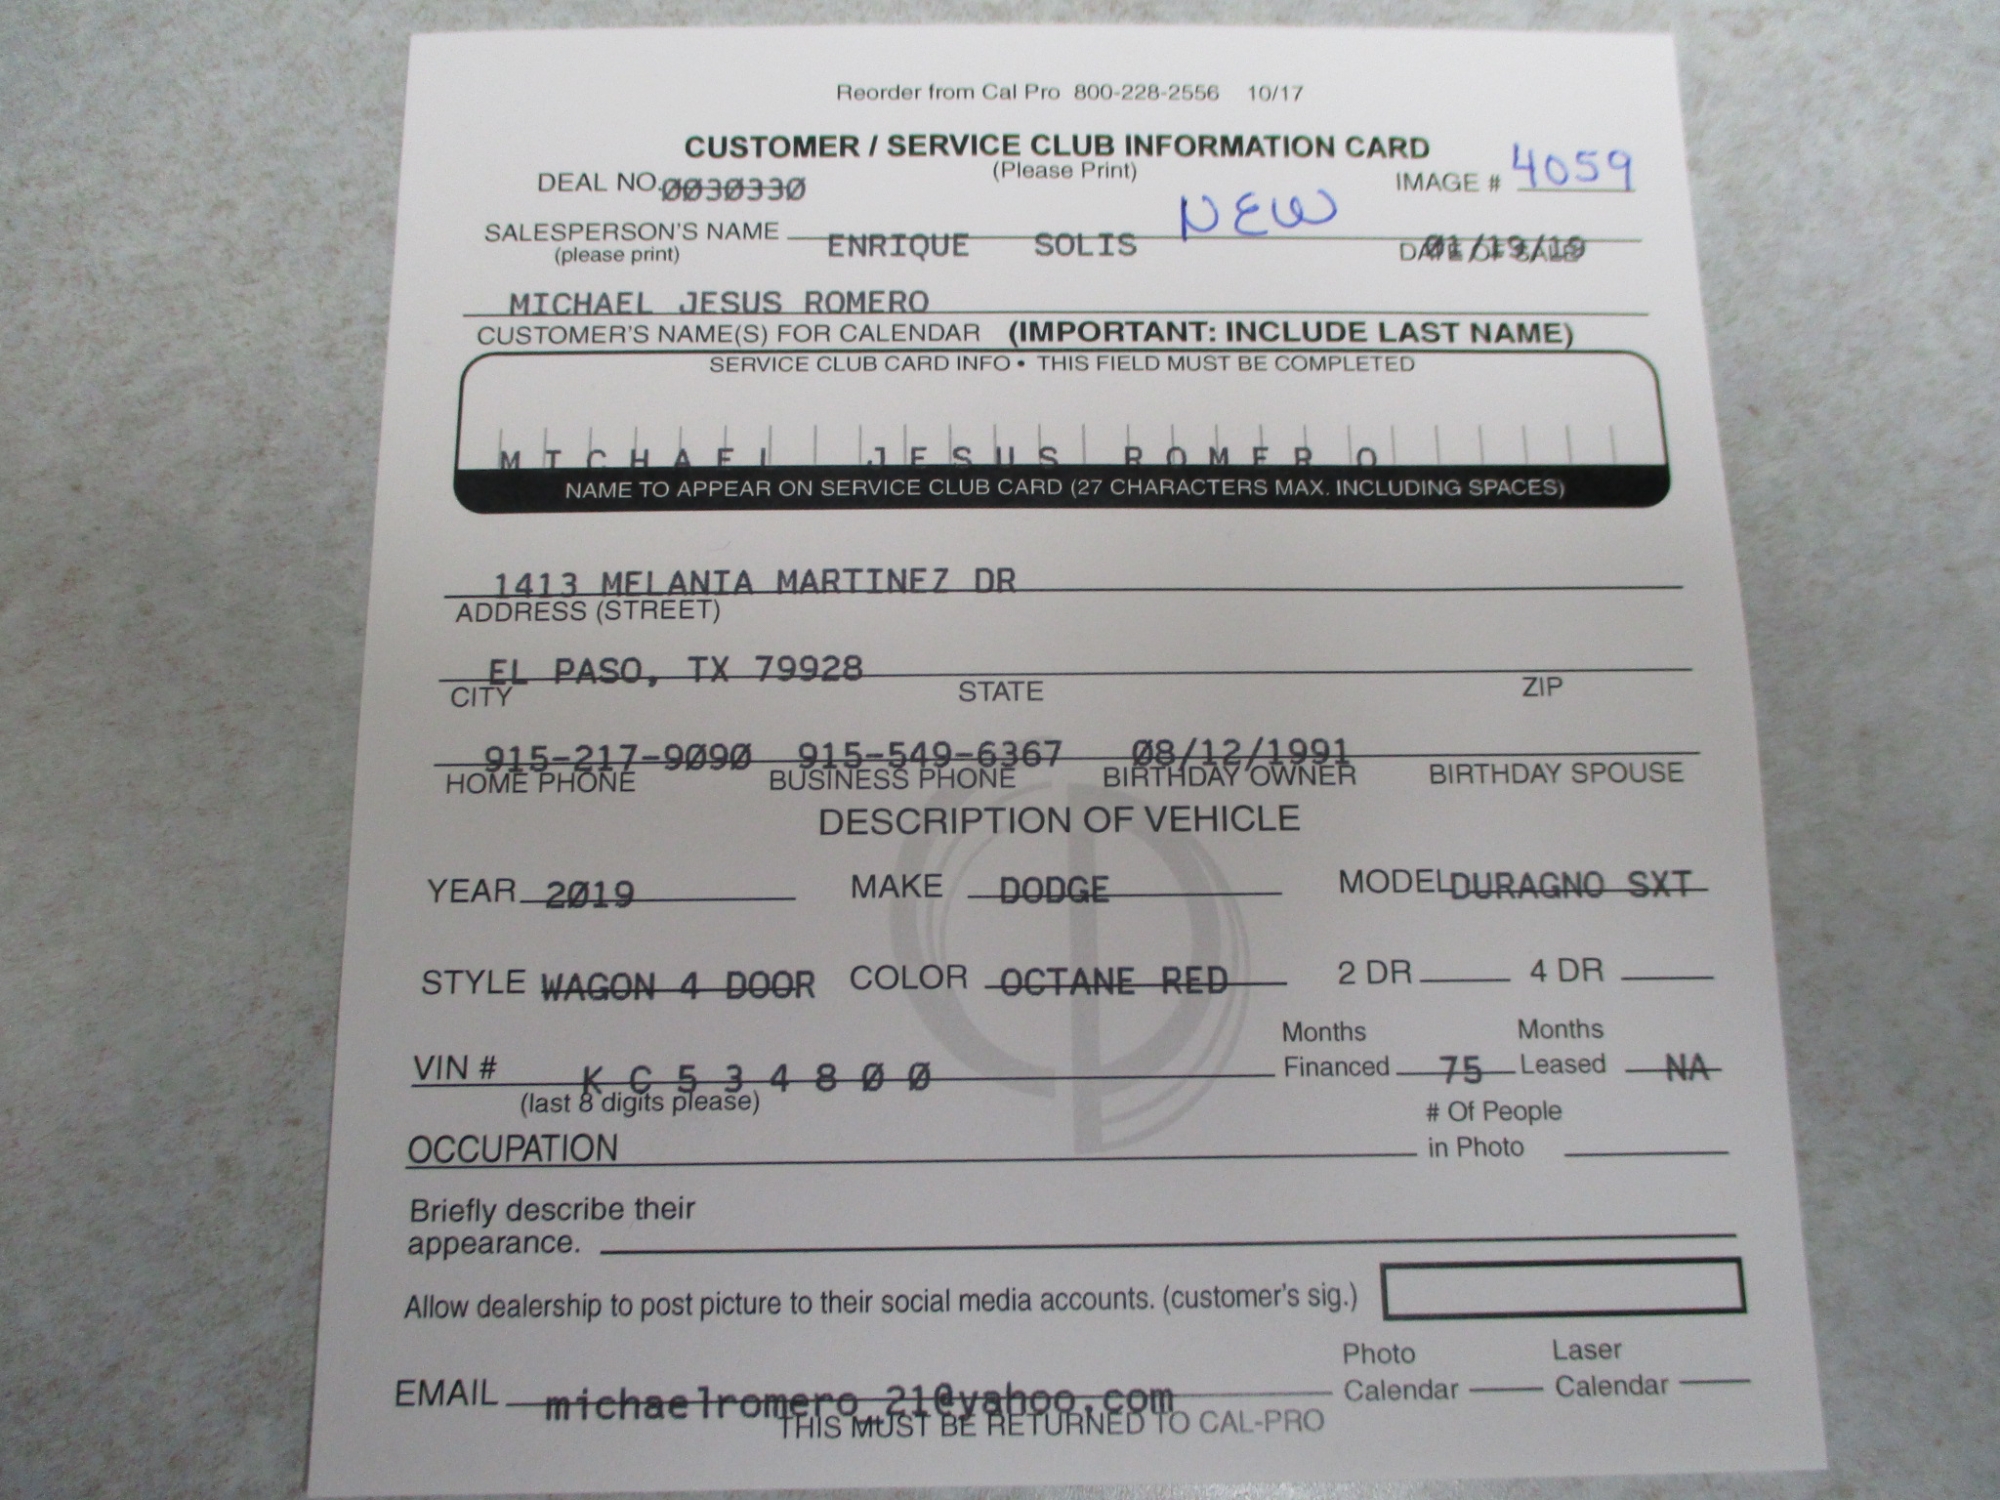 Reorder from Cal Pro 800-228-2556 10/17
CUSTOMER / SERVICE CLUB INFORMATION CARD
(Please Print)
DEAL NO. 0030330
IMAGE # 4059
NEW
SALESPERSON'S NAME ENRIQUE SOLIS
(please print)
DATE OF SALE 01/19/19
MICHAEL JESUS ROMERO
CUSTOMER'S NAME(S) FOR CALENDAR (IMPORTANT: INCLUDE LAST NAME)
SERVICE CLUB CARD INFO • THIS FIELD MUST BE COMPLETED
MICHAEL JESUS ROMERO
NAME TO APPEAR ON SERVICE CLUB CARD (27 CHARACTERS MAX. INCLUDING SPACES)
1413 MELANIA MARTINEZ DR
ADDRESS (STREET)
EL PASO, TX 79928
CITY STATE ZIP
915-217-9090 915-549-6367 08/12/1991
HOME PHONE BUSINESS PHONE BIRTHDAY OWNER BIRTHDAY SPOUSE
DESCRIPTION OF VEHICLE
YEAR 2019 MAKE DODGE MODEL DURAGNO SXT
STYLE WAGON 4 DOOR COLOR OCTANE RED 2 DR 4 DR
VIN # KC534800
(last 8 digits please)
Months Financed 75 Months Leased NA
OCCUPATION
# Of People in Photo
Briefly describe their
appearance.
Allow dealership to post picture to their social media accounts. (customer's sig.)
EMAIL michaelromero_21@yahoo.com
Photo Calendar Laser Calendar
THIS MUST BE RETURNED TO CAL-PRO